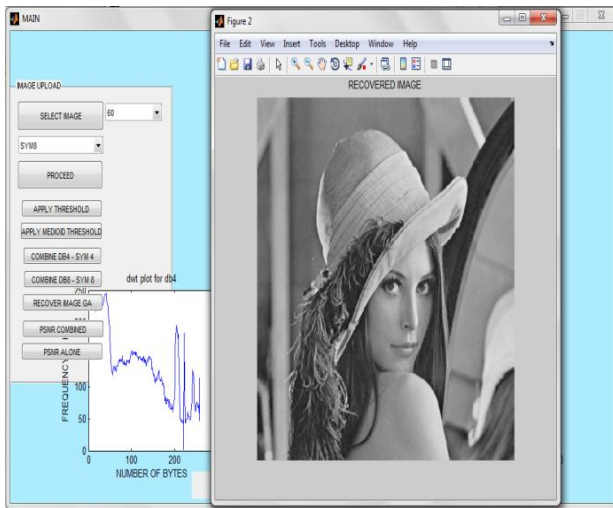 MAIN
IMAGE UPLOAD
SELECT IMAGE
60
SYM8
PROCEED
APPLY THRESHOLD
APPLY MEDIOID THRESHOLD
COMBINE DB4 - SYM 4
COMBINE DB8 - SYM 8
RECOVER IMAGE GA
PSNR COMBINED
PSNR ALONE
dwt plot for db4
250
100
50
0
FREQUENCY
0 100 200
NUMBER OF BYTES
Figure 2
File Edit View Insert Tools Desktop Window Help
RECOVERED IMAGE